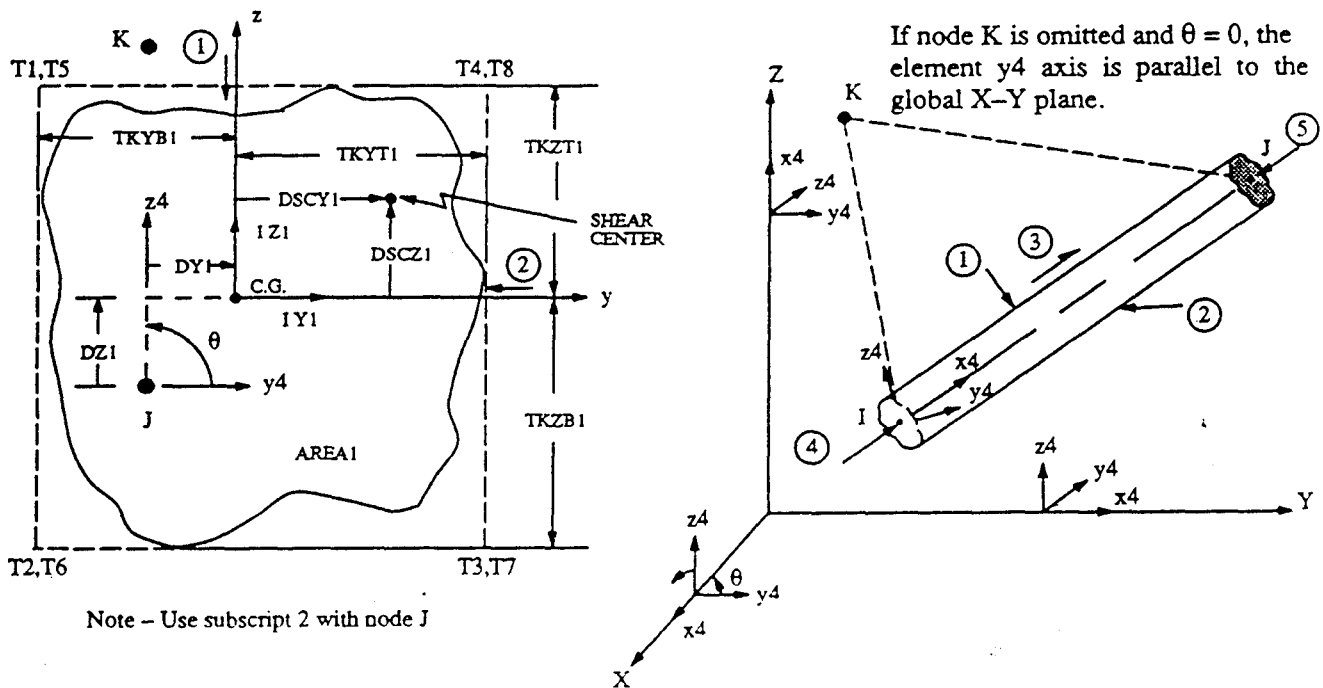 z
K
1
T1,T5
T4,T8
TKYB1
TKYT1
TKZT1
DSCY1
z4
SHEAR
CENTER
I Z1
DSCZ1
DY1
2
C.G.
y
I Y1
θ
DZ1
y4
J
TKZB1
AREA1
T2,T6
T3,T7
Note – Use subscript 2 with node J
If node K is omitted and θ = 0, the
element y4 axis is parallel to the
global X–Y plane.
Z
K
5
J
x4
z4
y4
3
1
2
z4
x4
y4
I
4
z4
y4
x4
Y
z4
θ
y4
x4
X